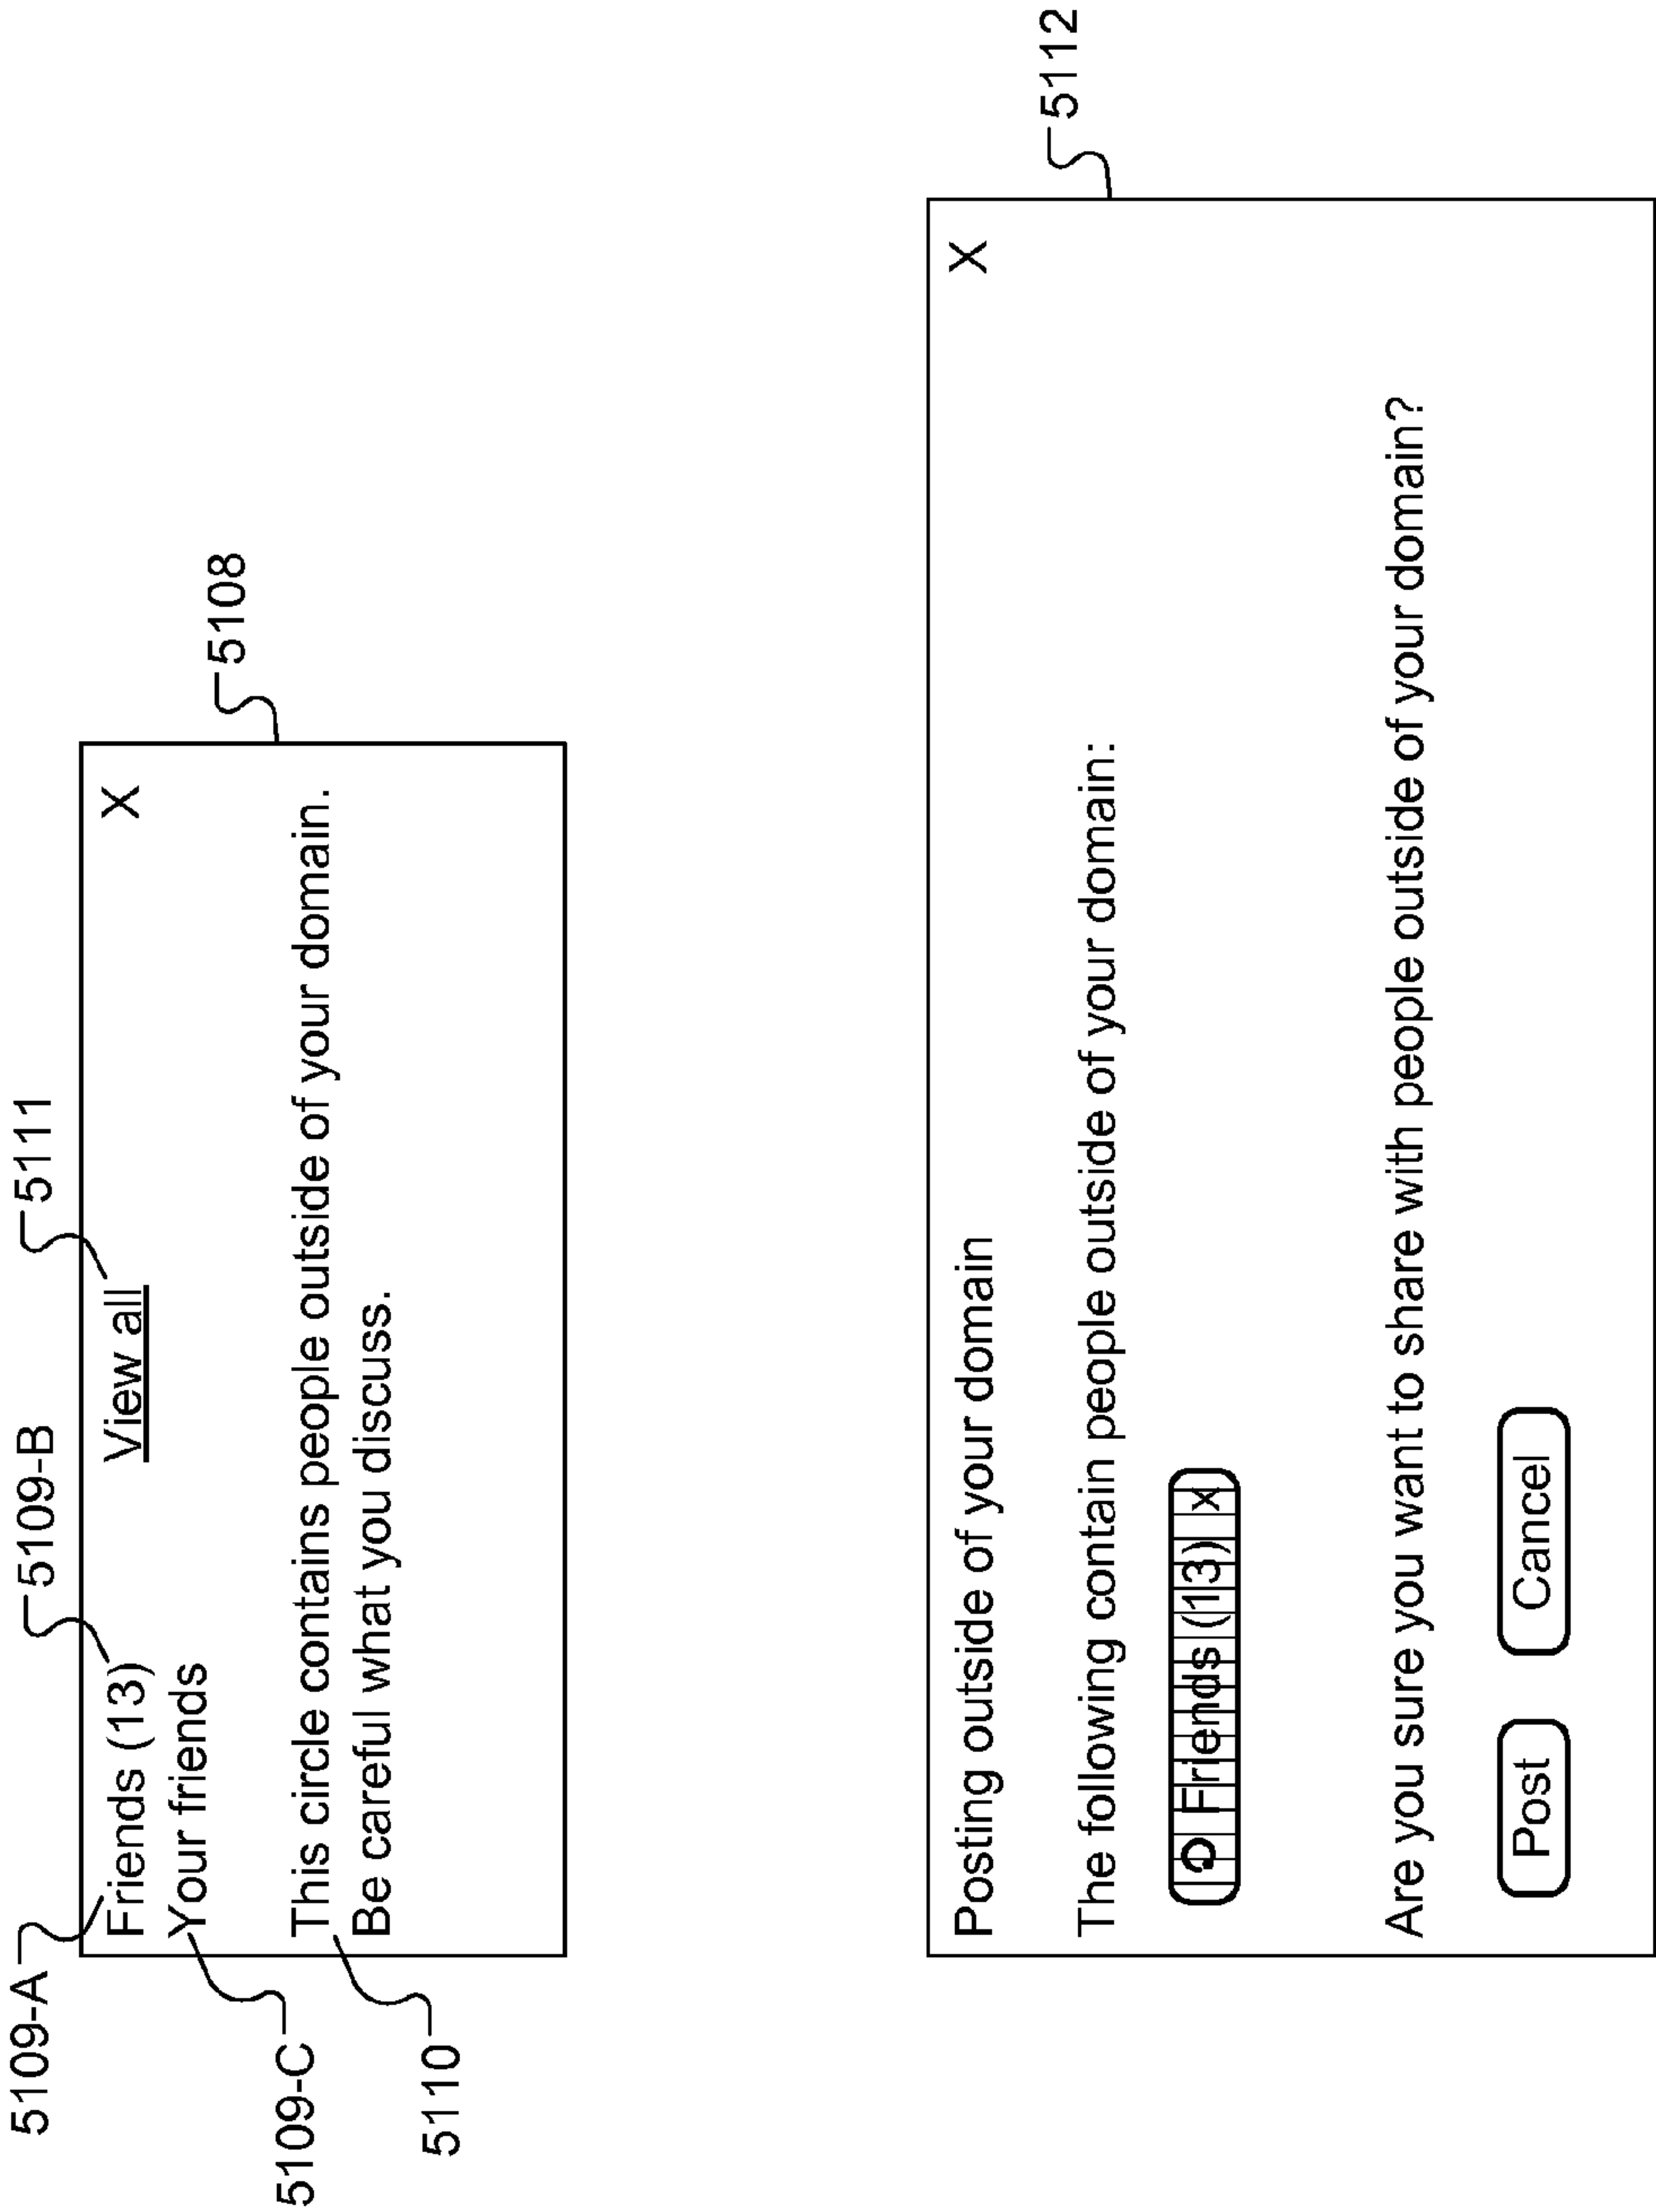 5109-A
5109-B
5111
Friends (13)
View all
X
Your friends
5108
5109-C
This circle contains people outside of your domain.
Be careful what you discuss.
5110
5112
Posting outside of your domain
X
The following contain people outside of your domain:
Friends (13) x
Are you sure you want to share with people outside of your domain?
Post
Cancel